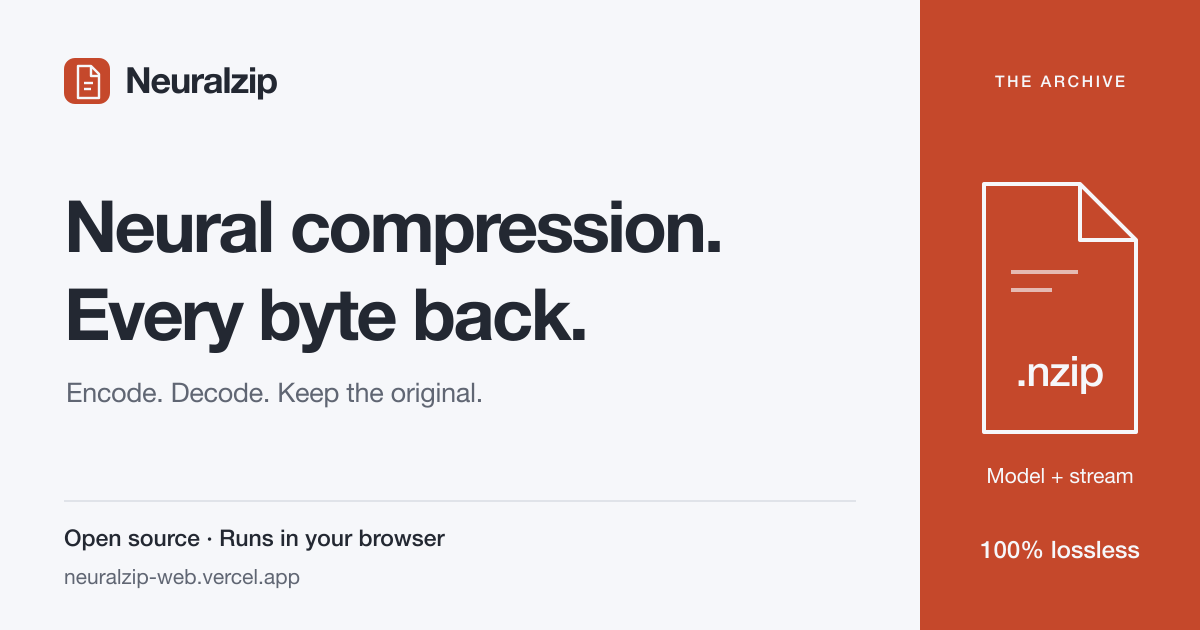 Neuralzip
Neural compression.
Every byte back.
Encode. Decode. Keep the original.
Open source · Runs in your browser
neuralzip-web.vercel.app
THE ARCHIVE
.nzip
Model + stream
100% lossless